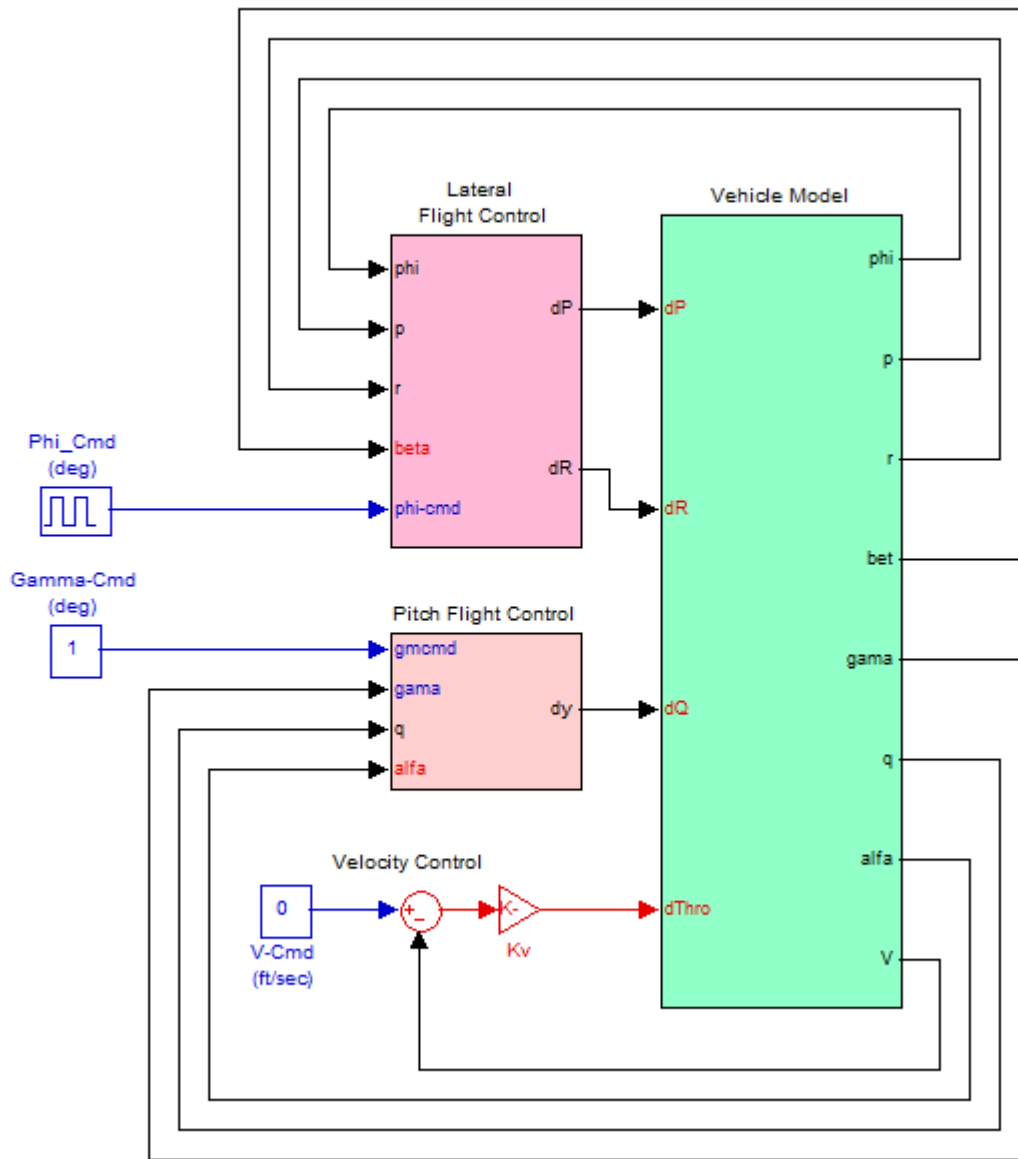 Lateral
Flight Control
Vehicle Model
phi
p
r
beta
phi-cmd
dP
dR
dP
dR
dQ
dThro
phi
p
r
bet
gama
q
alfa
V
Phi_Cmd
(deg)
Gamma-Cmd
(deg)
1
Pitch Flight Control
gmcmd
gama
q
alfa
dy
Velocity Control
0
V-Cmd
(ft/sec)
+
-
K-
Kv